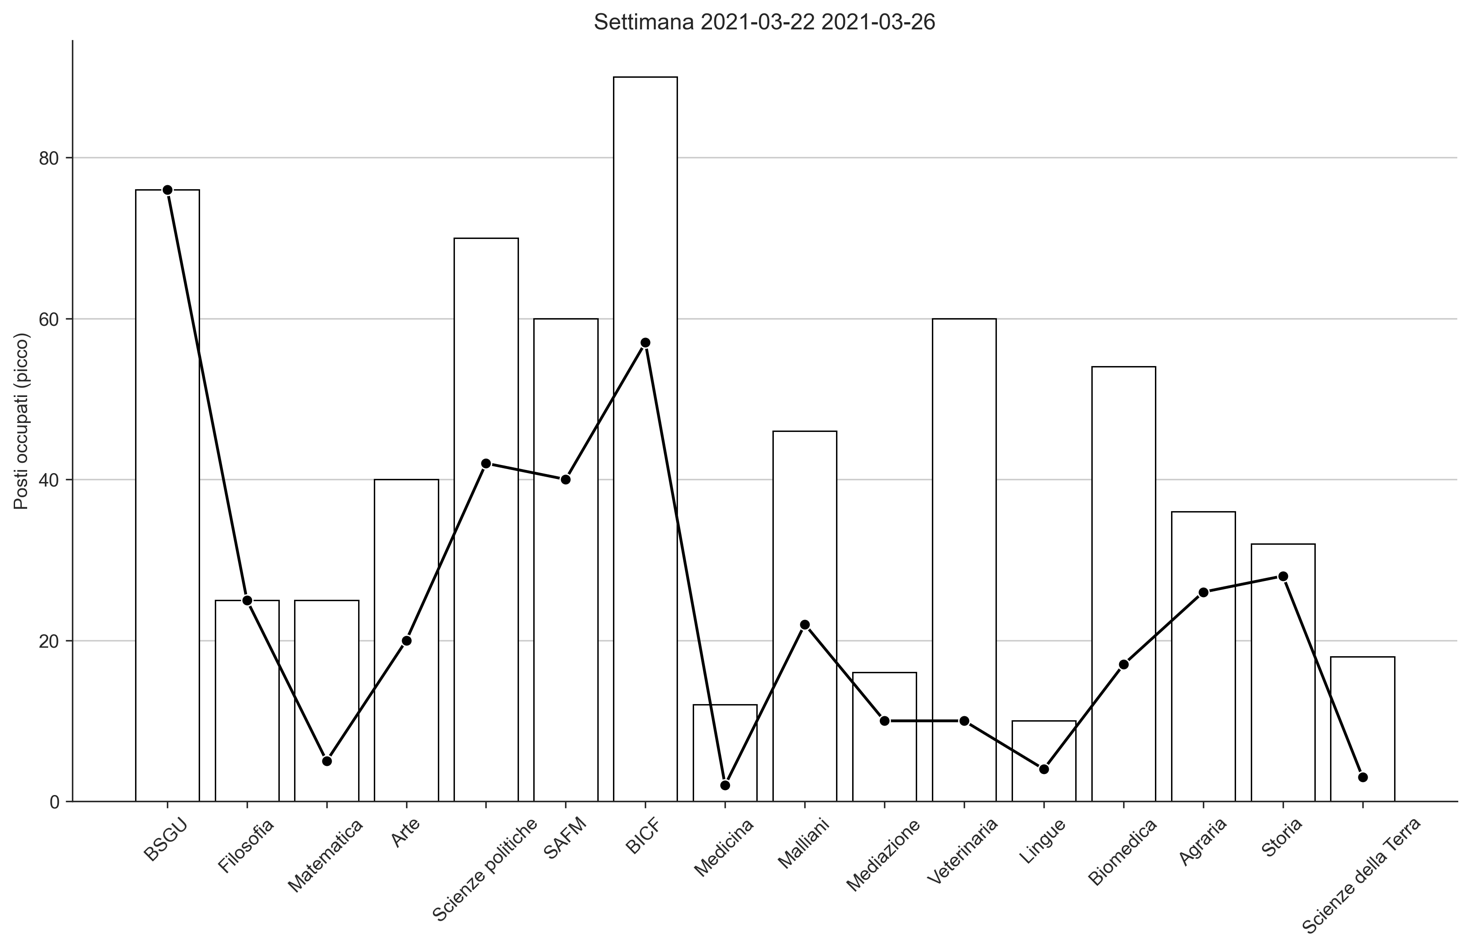 Settimana 2021-03-22 2021-03-26
Posti occupati (picco)
80
60
40
20
0
BSGU
Filosofia
Matematica
Arte
Scienze politiche
SAFM
BICF
Medicina
Malliani
Mediazione
Veterinaria
Lingue
Biomedica
Agraria
Storia
Scienze della Terra